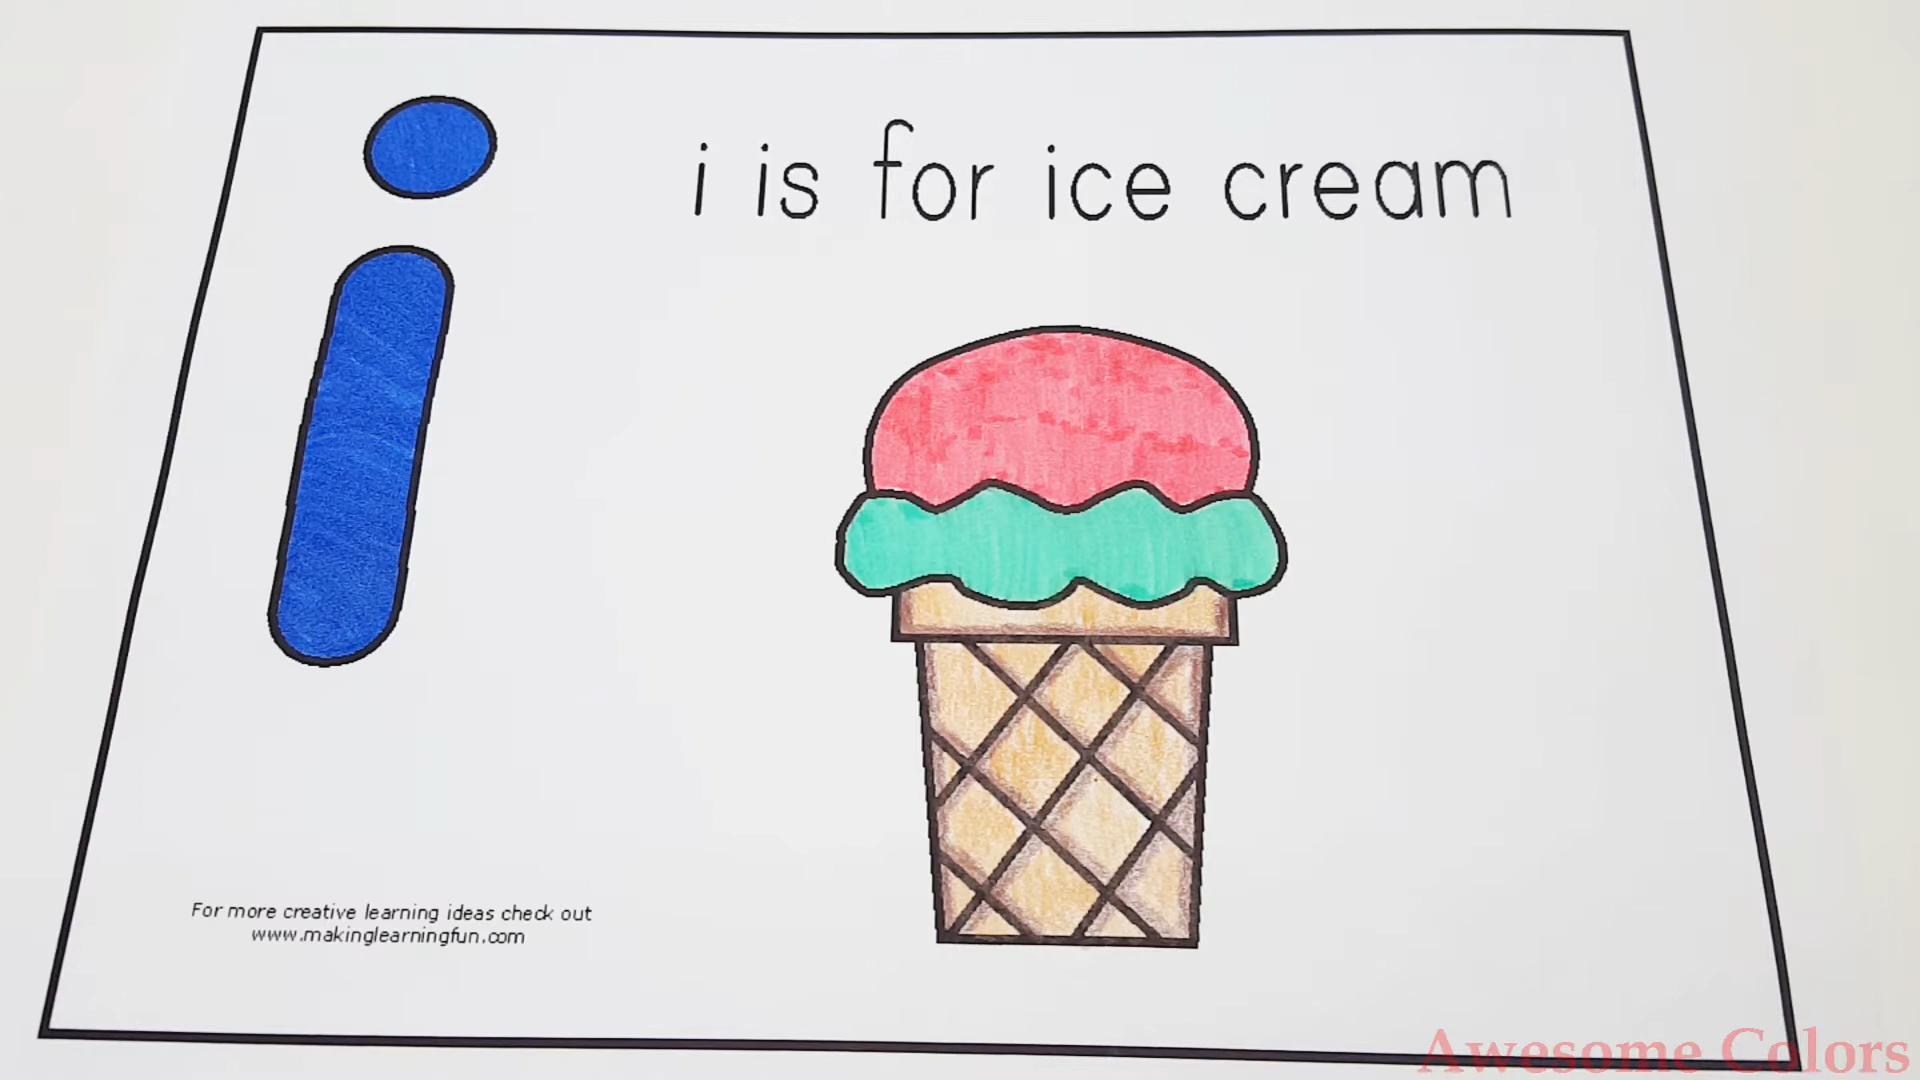 i
i is for ice cream
For more creative learning ideas check out
www.makinglearningfun.com
Awesome Colors